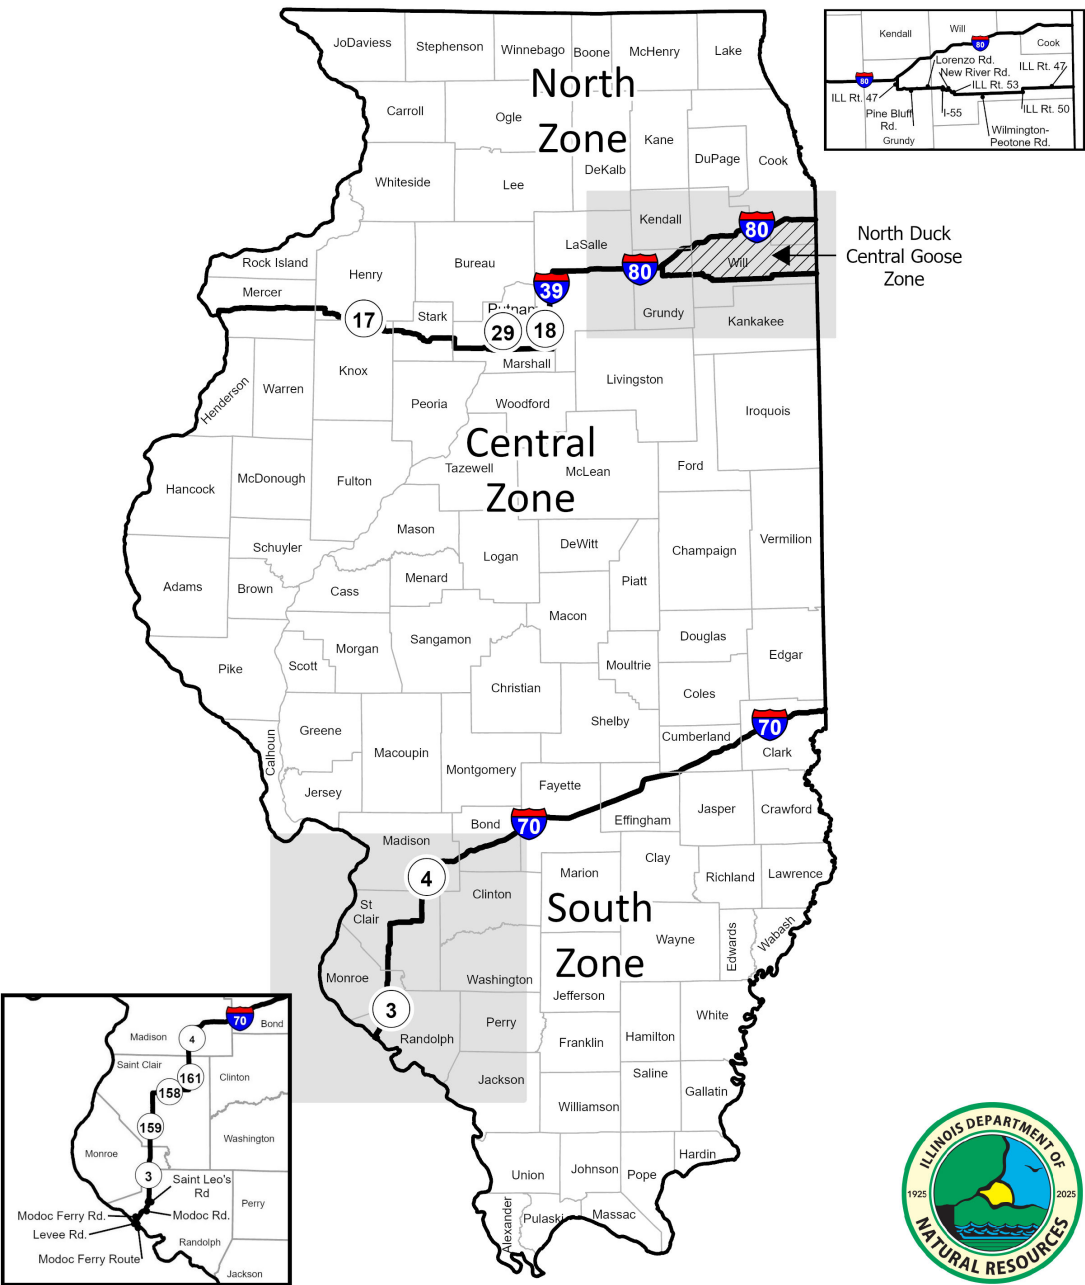 JoDaviess
Stephenson
Winnebago
Boone
McHenry
Lake
North
Zone
Carroll
Ogle
Kane
DuPage
Cook
DeKalb
Whiteside
Lee
Kendall
80
LaSalle
Will
North Duck
Central Goose
Zone
Rock Island
Bureau
Henry
80
39
Mercer
Putnam
17
Stark
29
18
Grundy
Kankakee
Marshall
Knox
Livingston
Henderson
Warren
Peoria
Woodford
Iroquois
Central
Zone
Tazewell
McLean
Ford
Hancock
McDonough
Fulton
Mason
Schuyler
Logan
DeWitt
Champaign
Vermilion
Adams
Brown
Cass
Menard
Piatt
Macon
Sangamon
Douglas
Edgar
Pike
Scott
Morgan
Moultrie
Christian
Coles
Shelby
Greene
Calhoun
Macoupin
Cumberland
70
Clark
Montgomery
Jersey
Fayette
Effingham
Jasper
Crawford
Madison
Bond
70
4
Marion
Clay
Richland
Lawrence
St
Clair
Clinton
South
Zone
Wayne
Edwards
Wabash
Monroe
Washington
Jefferson
3
Randolph
Perry
White
Franklin
Hamilton
Jackson
Saline
Gallatin
Williamson
Union
Johnson
Pope
Hardin
Alexander
Pulaski
Massac
Kendall
Will
80
Cook
80
Lorenzo Rd.
New River Rd.
ILL Rt. 47
ILL Rt. 53
ILL Rt. 47
Pine Bluff
Rd.
I-55
ILL Rt. 50
Grundy
Wilmington-
Peotone Rd.
70
Bond
Madison
4
Saint Clair
161
Clinton
158
159
Washington
Monroe
3
Saint Leo's
Rd
Perry
Modoc Ferry Rd.
Modoc Rd.
Levee Rd.
Randolph
Modoc Ferry Route
Jackson
ILLINOIS DEPARTMENT OF
1925
2025
NATURAL RESOURCES